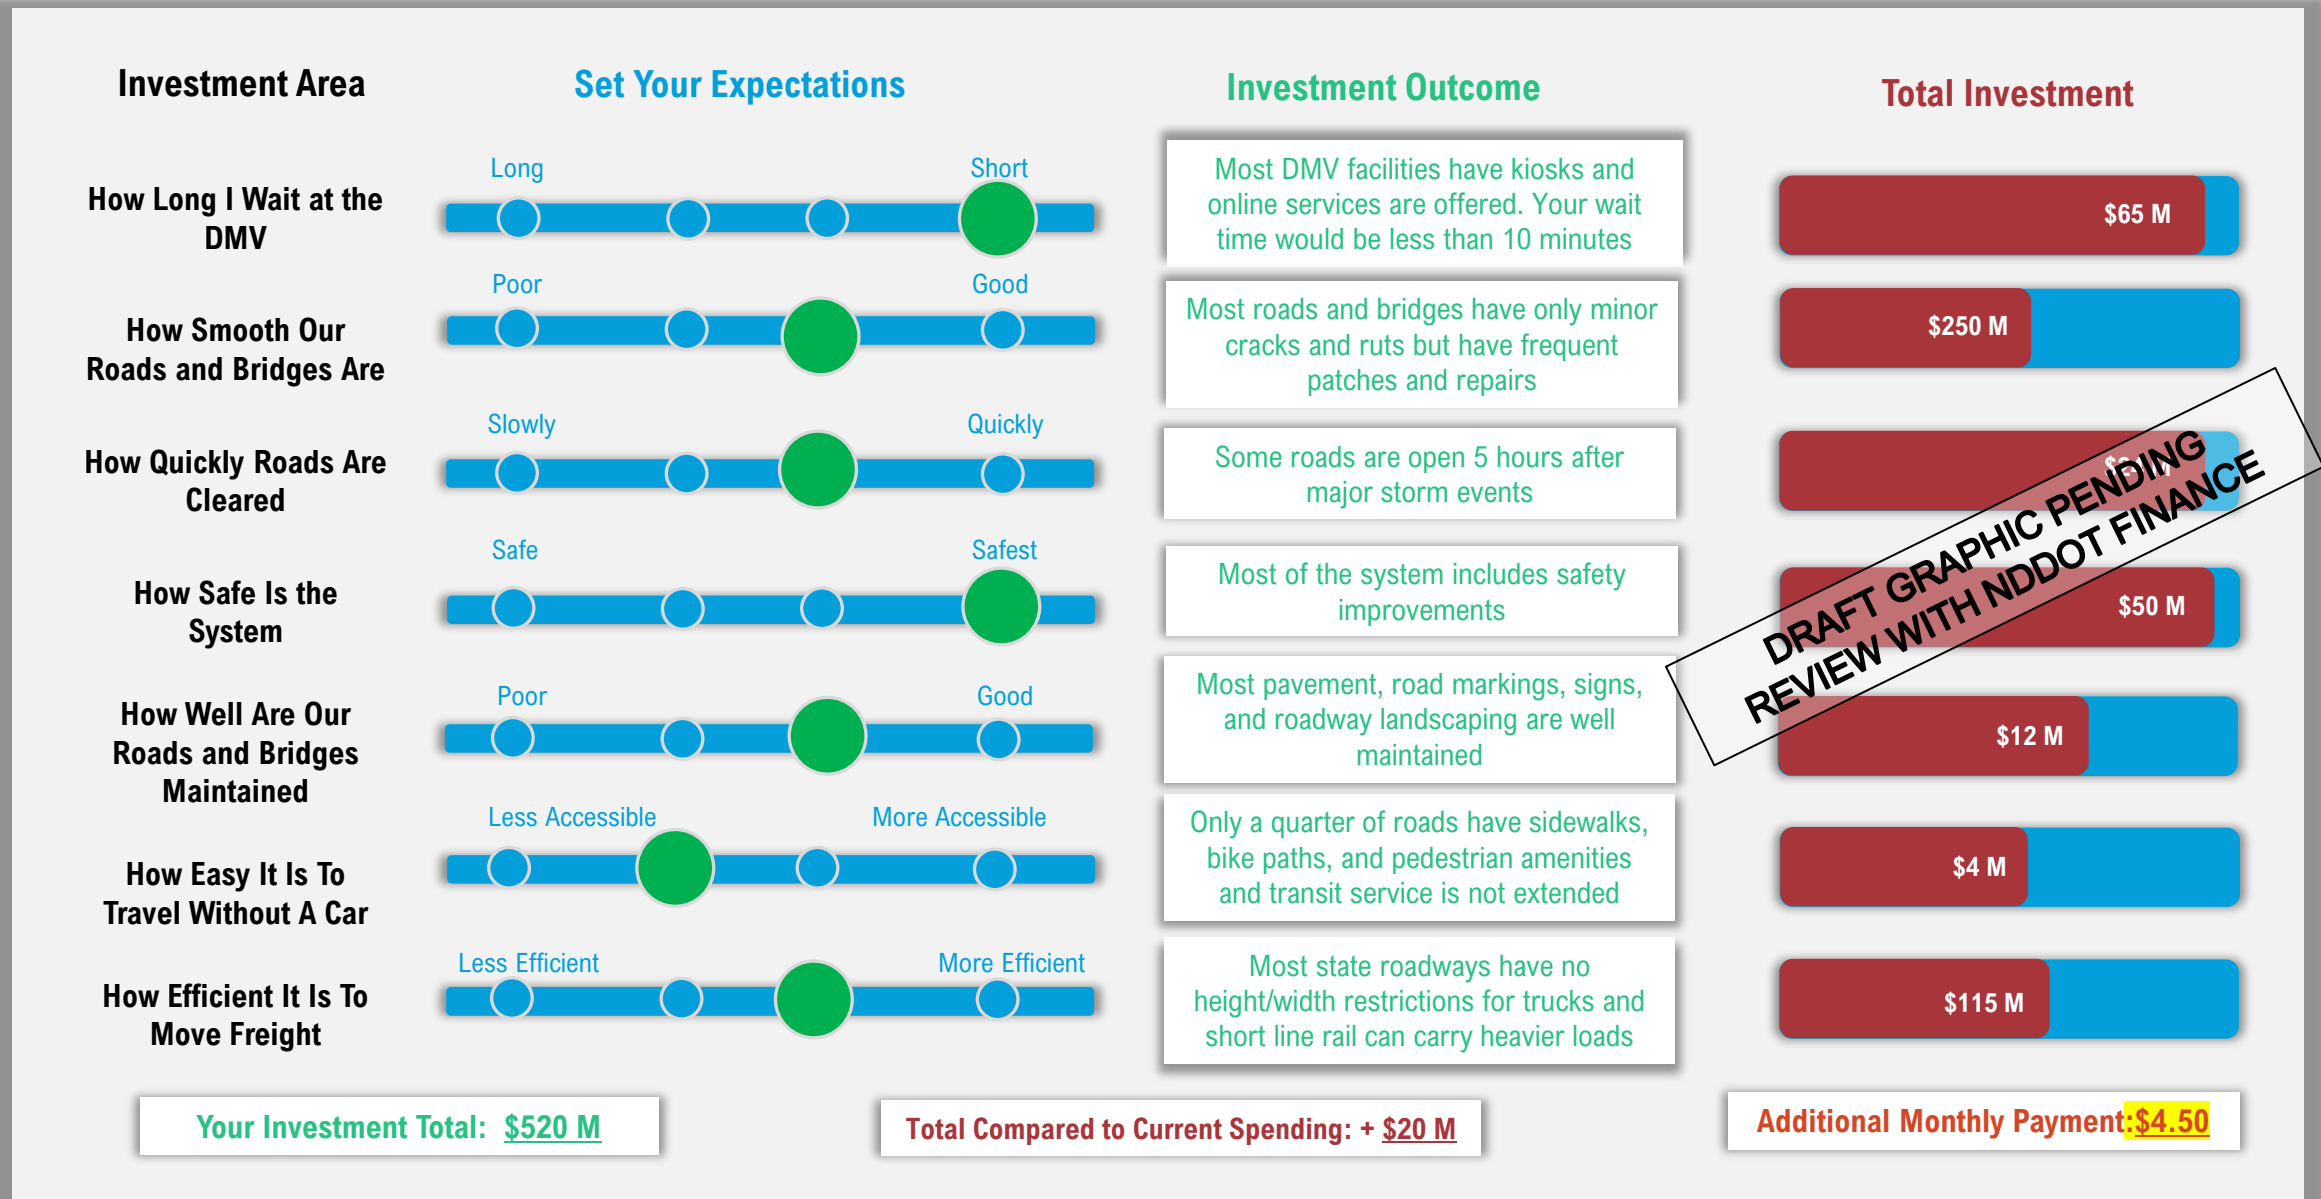 Investment Area
Set Your Expectations
Investment Outcome
Total Investment
How Long I Wait at the
DMV
Long
Short
Most DMV facilities have kiosks and
online services are offered. Your wait
time would be less than 10 minutes
$65 M
How Smooth Our
Roads and Bridges Are
Poor
Good
Most roads and bridges have only minor
cracks and ruts but have frequent
patches and repairs
$250 M
How Quickly Roads Are
Cleared
Slowly
Quickly
Some roads are open 5 hours after
major storm events
How Safe Is the
System
Safe
Safest
Most of the system includes safety
improvements
$50 M
DRAFT GRAPHIC PENDING
REVIEW WITH NDDOT FINANCE
How Well Are Our
Roads and Bridges
Maintained
Poor
Good
Most pavement, road markings, signs,
and roadway landscaping are well
maintained
$12 M
How Easy It Is To
Travel Without A Car
Less Accessible
More Accessible
Only a quarter of roads have sidewalks,
bike paths, and pedestrian amenities
and transit service is not extended
$4 M
How Efficient It Is To
Move Freight
Less Efficient
More Efficient
Most state roadways have no
height/width restrictions for trucks and
short line rail can carry heavier loads
$115 M
Your Investment Total: $520 M
Total Compared to Current Spending: + $20 M
Additional Monthly Payment:$4.50